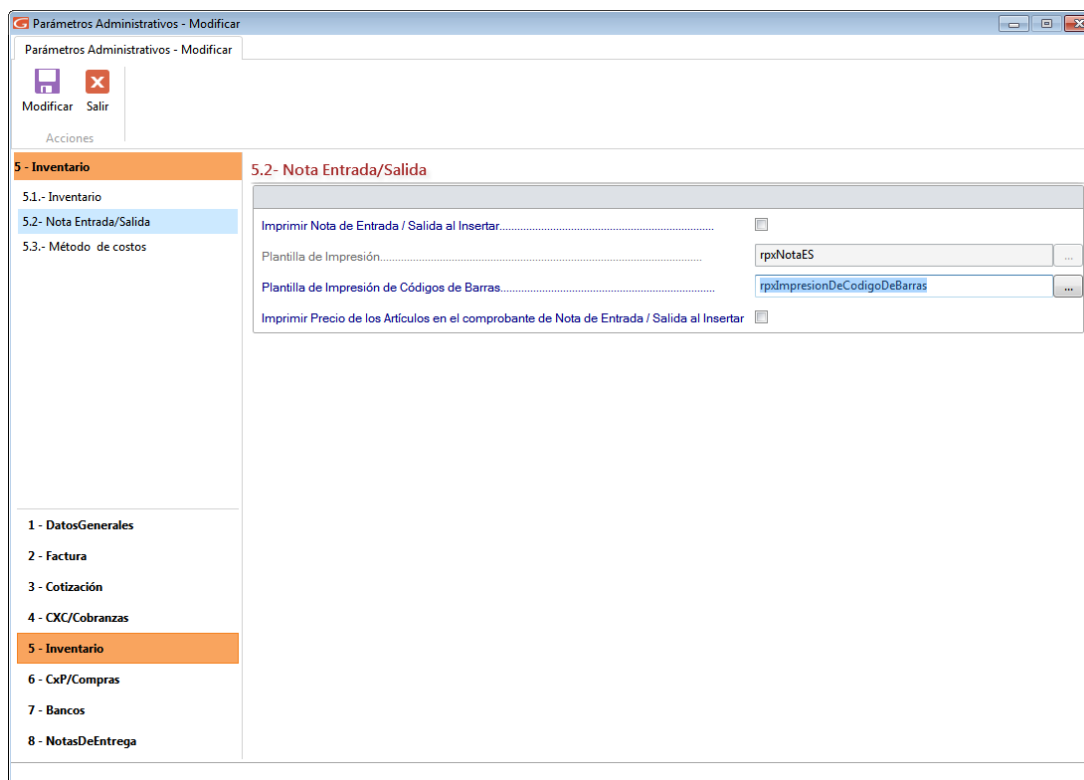 Parámetros Administrativos - Modificar
Parámetros Administrativos - Modificar
Modificar Salir
Acciones
5 - Inventario
5.1.- Inventario
5.2- Nota Entrada/Salida
5.3.- Método de costos
5.2- Nota Entrada/Salida
Imprimir Nota de Entrada / Salida al Insertar
Plantilla de Impresión rpxNotaES ...
Plantilla de Impresión de Códigos de Barras rpxImpresionDeCodigoDeBarras ...
Imprimir Precio de los Artículos en el comprobante de Nota de Entrada / Salida al Insertar
1 - DatosGenerales
2 - Factura
3 - Cotización
4 - CXC/Cobranzas
5 - Inventario
6 - CxP/Compras
7 - Bancos
8 - NotasDeEntrega